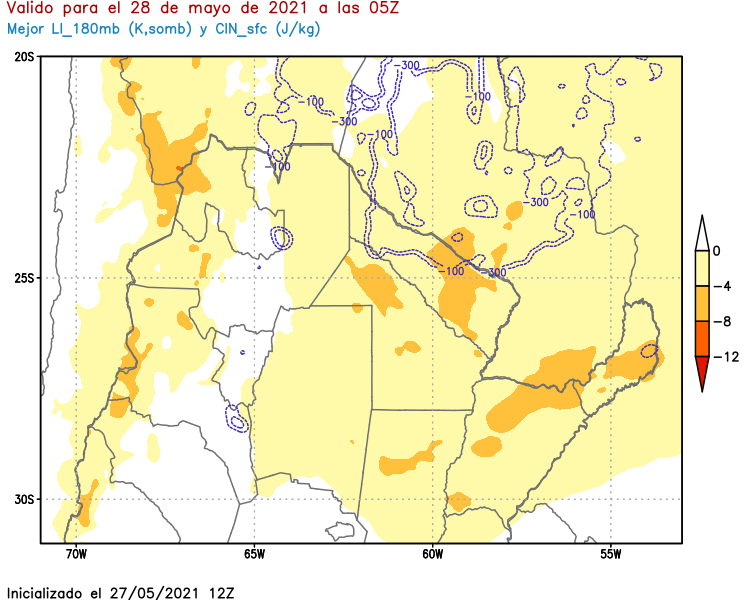 Valido para el 28 de mayo de 2021 a las 05Z
Mejor LI_180mb (K,somb) y CIN_sfc (J/kg)
20S
25S
30S
70W
65W
60W
55W
-300
-100
-300
-100
-100
-100
-300
-100
-100
-300
0
-4
-8
-12
Inicializado el 27/05/2021 12Z